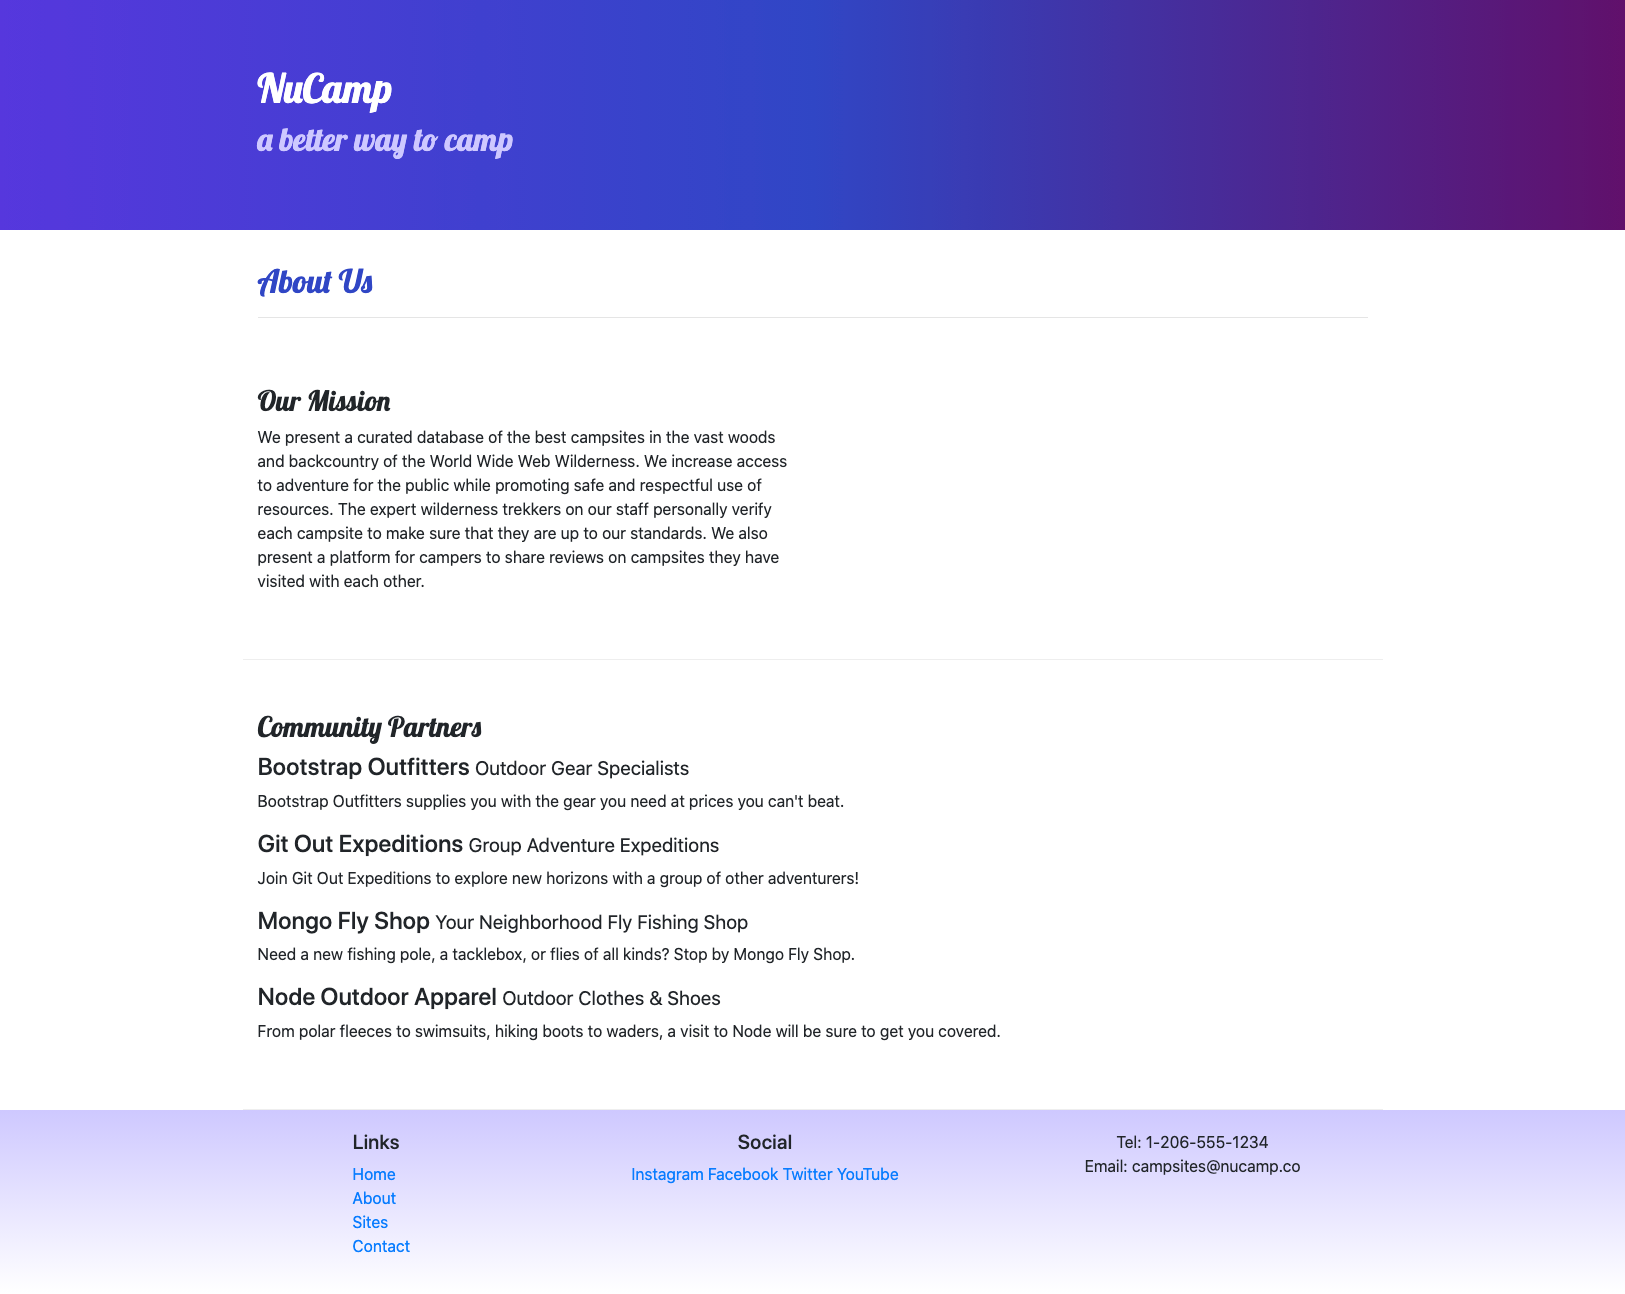 NuCamp
a better way to camp
About Us
Our Mission
We present a curated database of the best campsites in the vast woods
and backcountry of the World Wide Web Wilderness. We increase access
to adventure for the public while promoting safe and respectful use of
resources. The expert wilderness trekkers on our staff personally verify
each campsite to make sure that they are up to our standards. We also
present a platform for campers to share reviews on campsites they have
visited with each other.
Community Partners
Bootstrap Outfitters Outdoor Gear Specialists
Bootstrap Outfitters supplies you with the gear you need at prices you can't beat.
Git Out Expeditions Group Adventure Expeditions
Join Git Out Expeditions to explore new horizons with a group of other adventurers!
Mongo Fly Shop Your Neighborhood Fly Fishing Shop
Need a new fishing pole, a tacklebox, or flies of all kinds? Stop by Mongo Fly Shop.
Node Outdoor Apparel Outdoor Clothes & Shoes
From polar fleeces to swimsuits, hiking boots to waders, a visit to Node will be sure to get you covered.
Links
Home
About
Sites
Contact
Social
Instagram Facebook Twitter YouTube
Tel: 1-206-555-1234
Email: campsites@nucamp.co